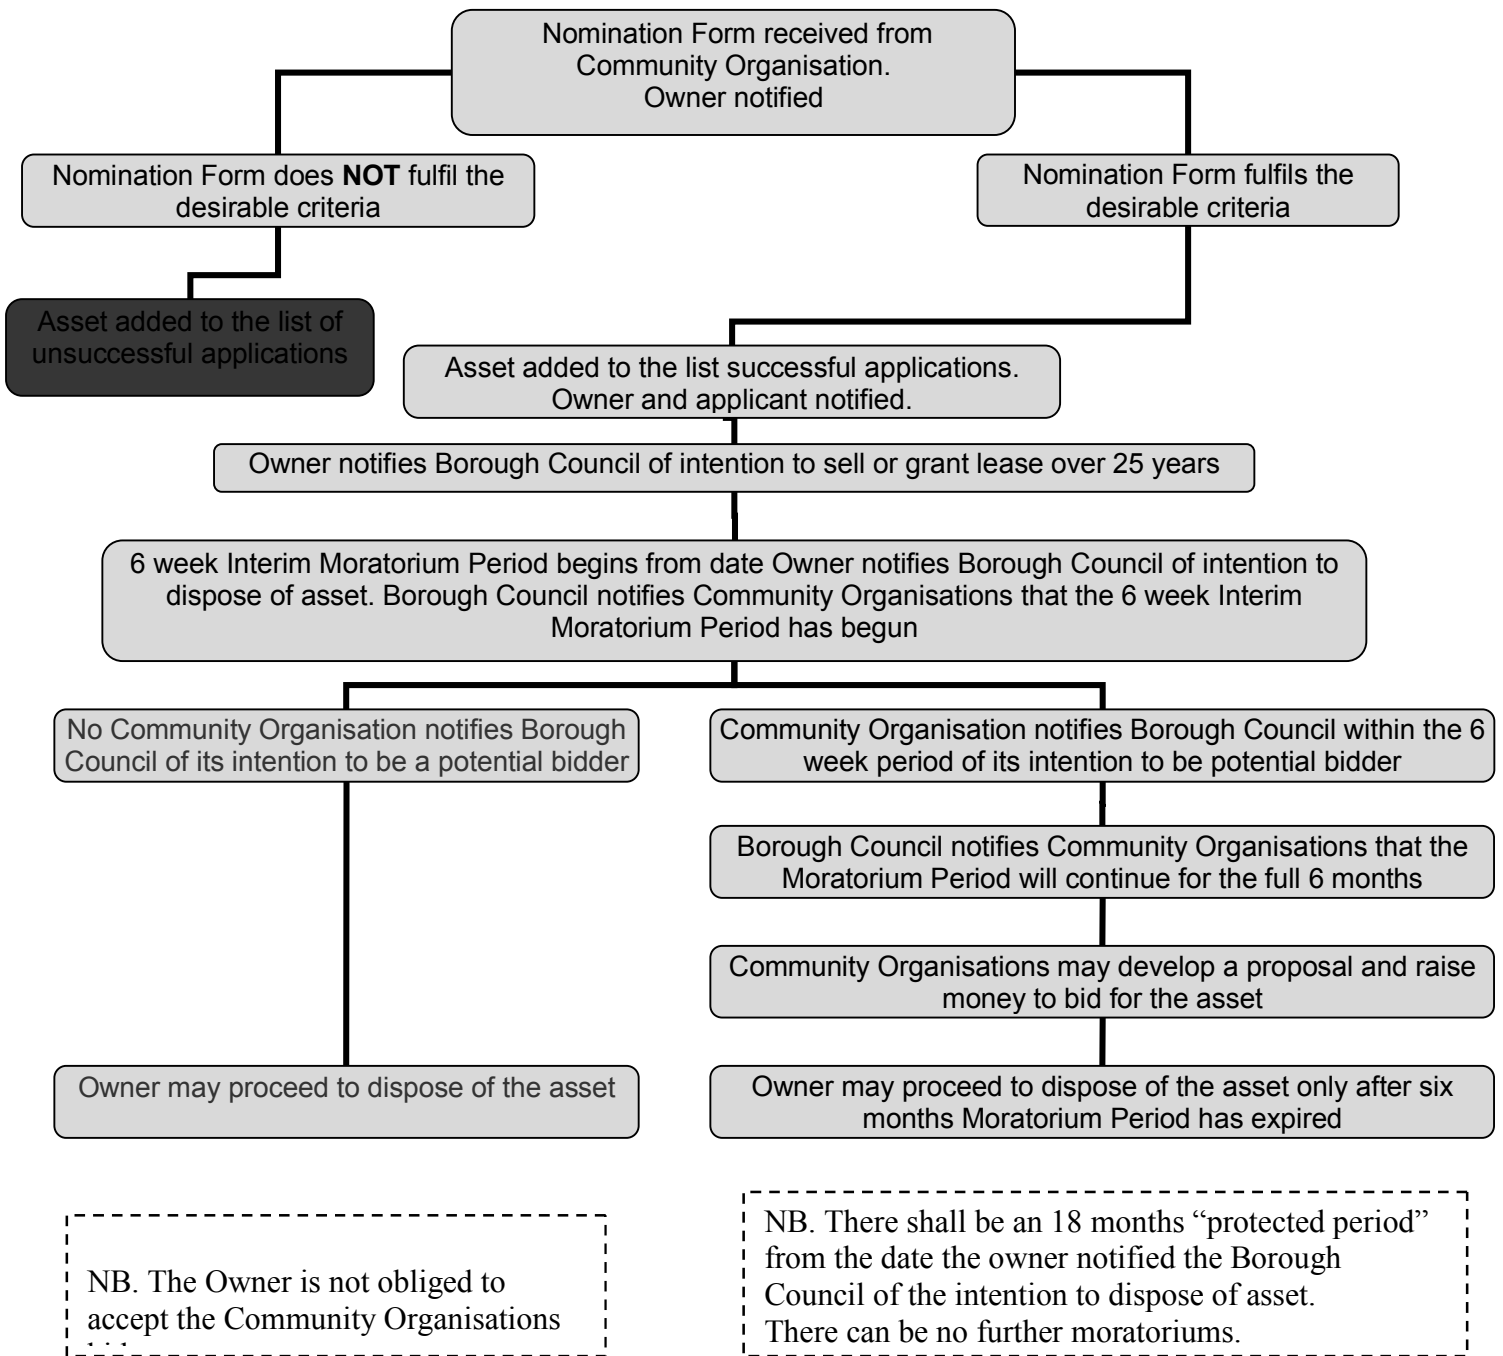 Nomination Form received from
Community Organisation.
Owner notified
Nomination Form does NOT fulfil the
desirable criteria
Nomination Form fulfils the
desirable criteria
Asset added to the list of
unsuccessful applications
Asset added to the list successful applications.
Owner and applicant notified.
Owner notifies Borough Council of intention to sell or grant lease over 25 years
6 week Interim Moratorium Period begins from date Owner notifies Borough Council of intention to
dispose of asset. Borough Council notifies Community Organisations that the 6 week Interim
Moratorium Period has begun
No Community Organisation notifies Borough
Council of its intention to be a potential bidder
Community Organisation notifies Borough Council within the 6
week period of its intention to be potential bidder
Borough Council notifies Community Organisations that the
Moratorium Period will continue for the full 6 months
Community Organisations may develop a proposal and raise
money to bid for the asset
Owner may proceed to dispose of the asset
Owner may proceed to dispose of the asset only after six
months Moratorium Period has expired
NB. The Owner is not obliged to
accept the Community Organisations
NB. There shall be an 18 months “protected period”
from the date the owner notified the Borough
Council of the intention to dispose of asset.
There can be no further moratoriums.